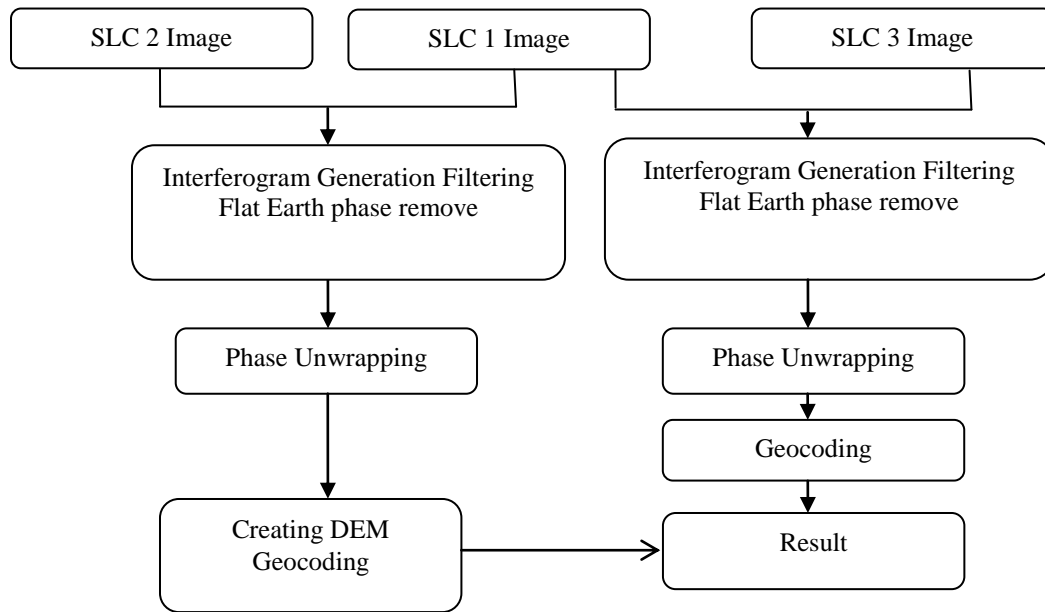 SLC 2 Image
SLC 1 Image
SLC 3 Image
Interferogram Generation Filtering
Flat Earth phase remove
Interferogram Generation Filtering
Flat Earth phase remove
Phase Unwrapping
Phase Unwrapping
Geocoding
Creating DEM
Geocoding
Result